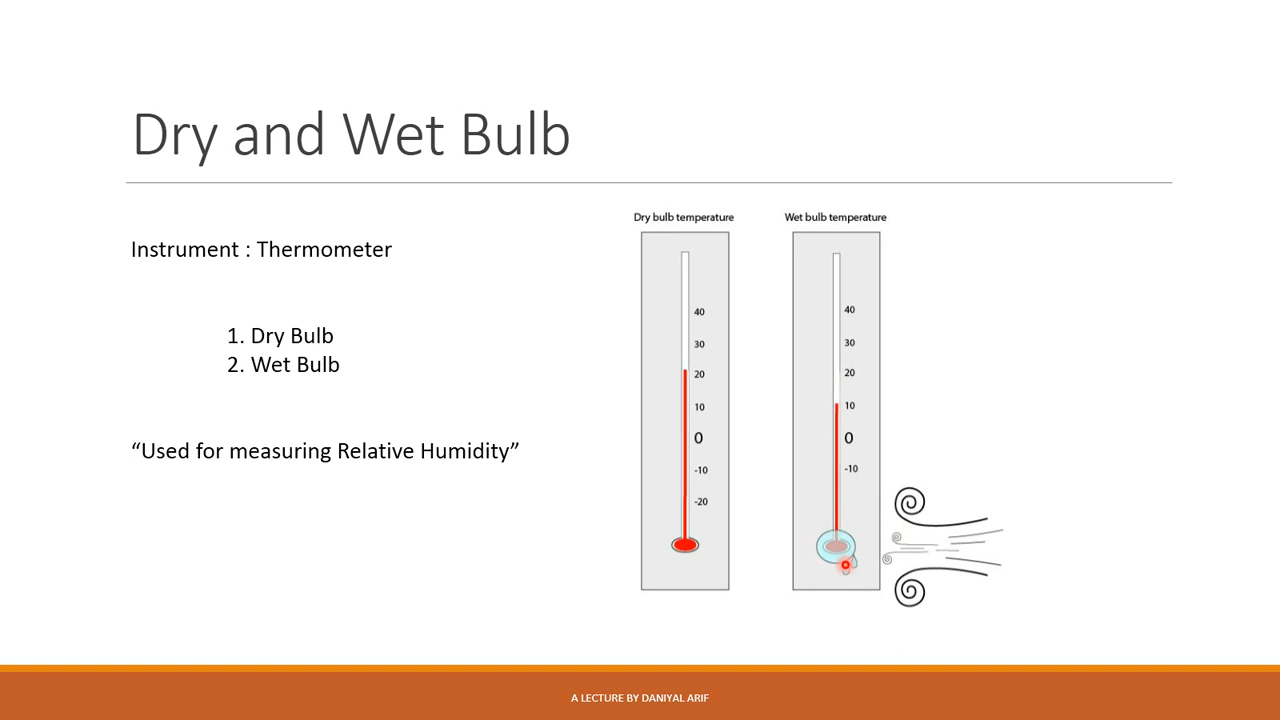 Dry and Wet Bulb
Instrument : Thermometer
1. Dry Bulb
2. Wet Bulb
“Used for measuring Relative Humidity”
Dry bulb temperature
40
30
20
10
0
-10
-20
Wet bulb temperature
40
30
20
10
0
-10
A LECTURE BY DANIYAL ARIF